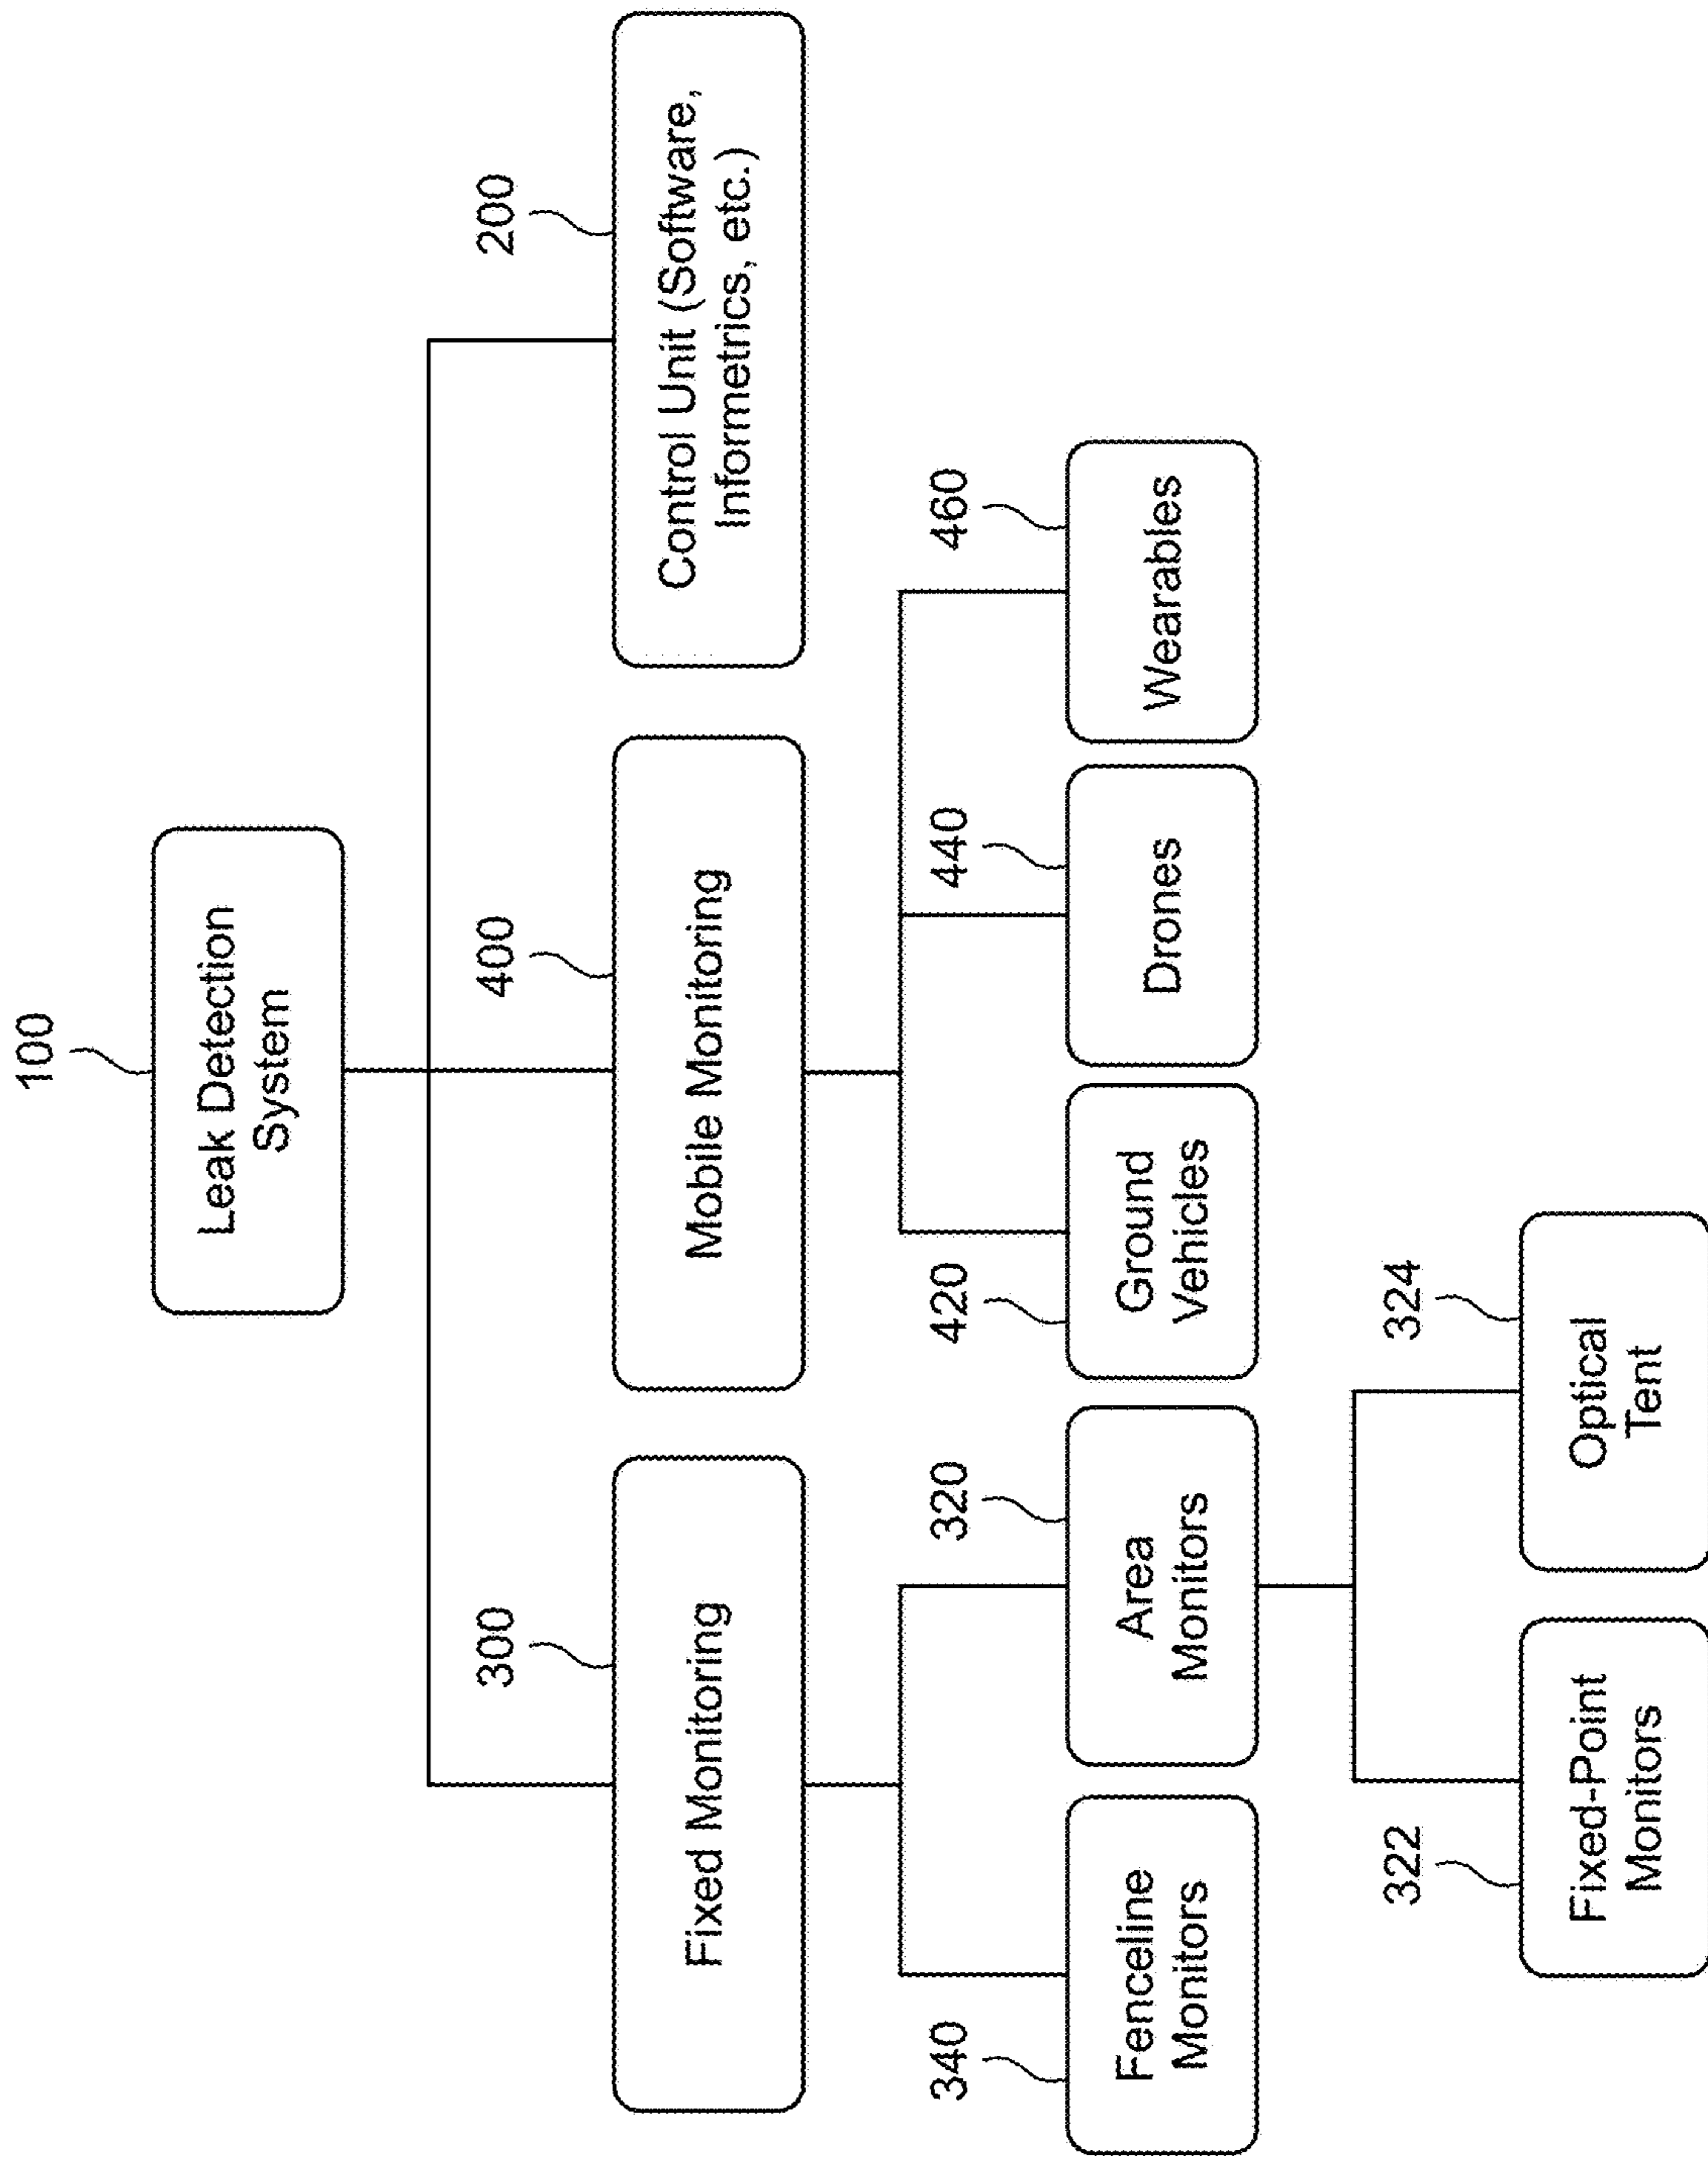 100
Leak Detection
System
300
400
200
Fixed Monitoring
Mobile Monitoring
Control Unit (Software,
Informetrics, etc.)
340
320
420
440
460
Fenceline
Monitors
Area
Monitors
Ground
Vehicles
Drones
Wearables
322
324
Fixed-Point
Monitors
Optical
Tent